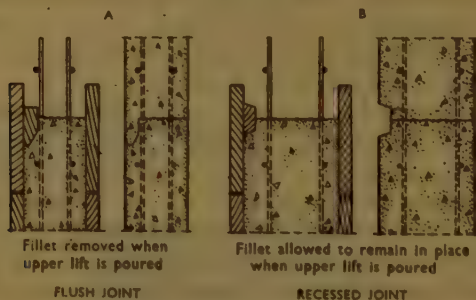 A
B
Fillet removed when
upper lift is poured
Fillet allowed to remain in place
when upper lift is poured
FLUSH JOINT
RECESSED JOINT